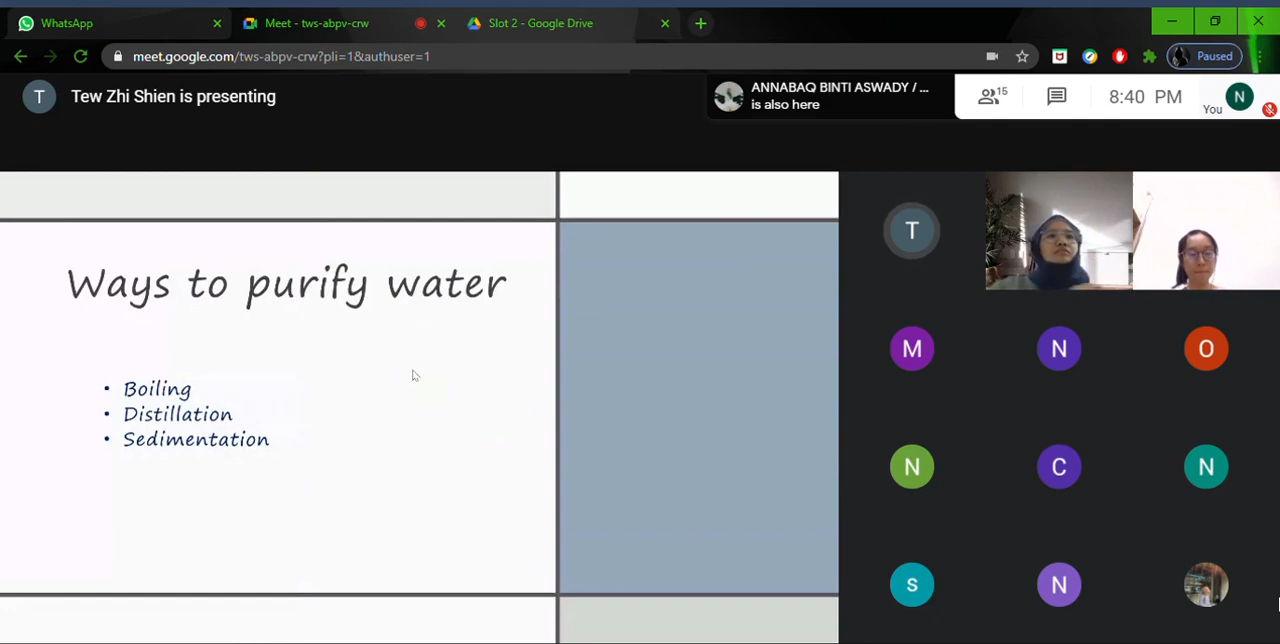 WhatsApp
Meet - tws-abpv-crw
Slot 2 - Google Drive
meet.google.com/tws-abpv-crw?pli=1&authuser=1
Paused
T
Tew Zhi Shien is presenting
ANNABAQ BINTI ASWADY / ...
is also here
15
8:40 PM
You
N
Ways to purify water
• Boiling
• Distillation
• Sedimentation
T
M
N
O
N
C
N
s
N